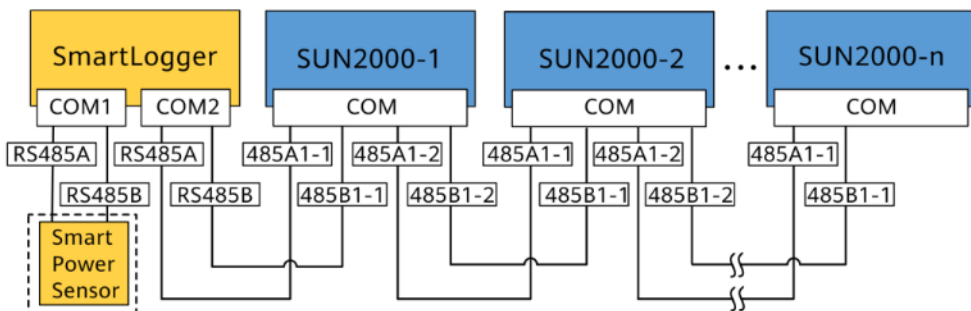 SmartLogger
SUN2000-1
SUN2000-2
...
SUN2000-n
COM1
COM2
COM
COM
COM
RS485A
RS485A
485A1-1
485A1-2
485A1-1
485A1-2
485A1-1
RS485B
RS485B
485B1-1
485B1-2
485B1-1
485B1-2
485B1-1
Smart
Power
Sensor